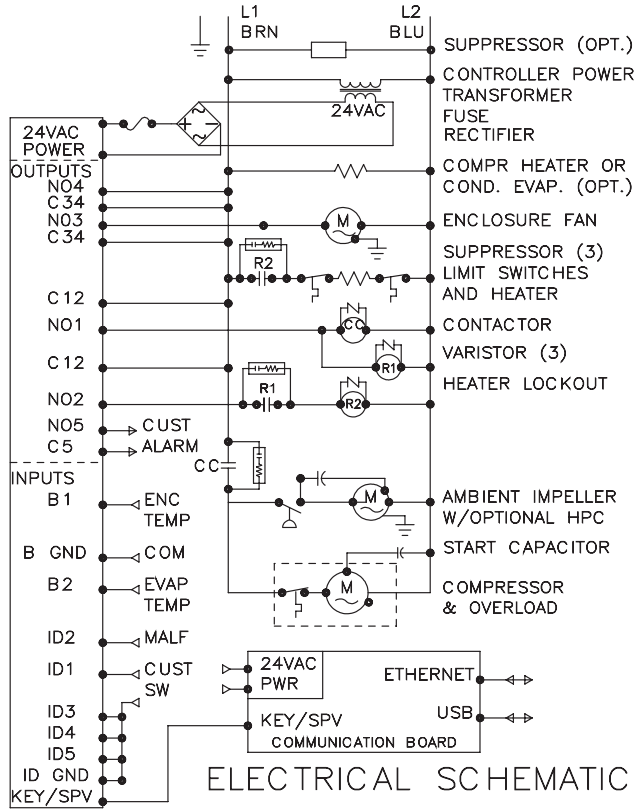 L1
BRN
L2
BLU
SUPPRESSOR (OPT.)
CONTROLLER POWER
TRANSFORMER
FUSE
RECTIFIER
24VAC
24VAC
POWER
+
~
~
-
OUTPUTS
NO4
C34
NO3
C34
C12
NO1
C12
NO2
NO5
C5
CUST
ALARM
COMPR HEATER OR
COND. EVAP. (OPT.)
M
ENCLOSURE FAN
R2
SUPPRESSOR (3)
LIMIT SWITCHES
AND HEATER
CC
CONTACTOR
R1
VARISTOR (3)
HEATER LOCKOUT
R1
R2
CC
INPUTS
B1
ENC
TEMP
B GND
COM
B2
EVAP
TEMP
ID2
MALF
ID1
CUST
SW
ID3
ID4
ID5
ID GND
KEY/SPV
M
AMBIENT IMPELLER
W/OPTIONAL HPC
START CAPACITOR
M
COMPRESSOR
& OVERLOAD
24VAC
PWR
ETHERNET
USB
KEY/SPV
COMMUNICATION BOARD
ELECTRICAL SCHEMATIC